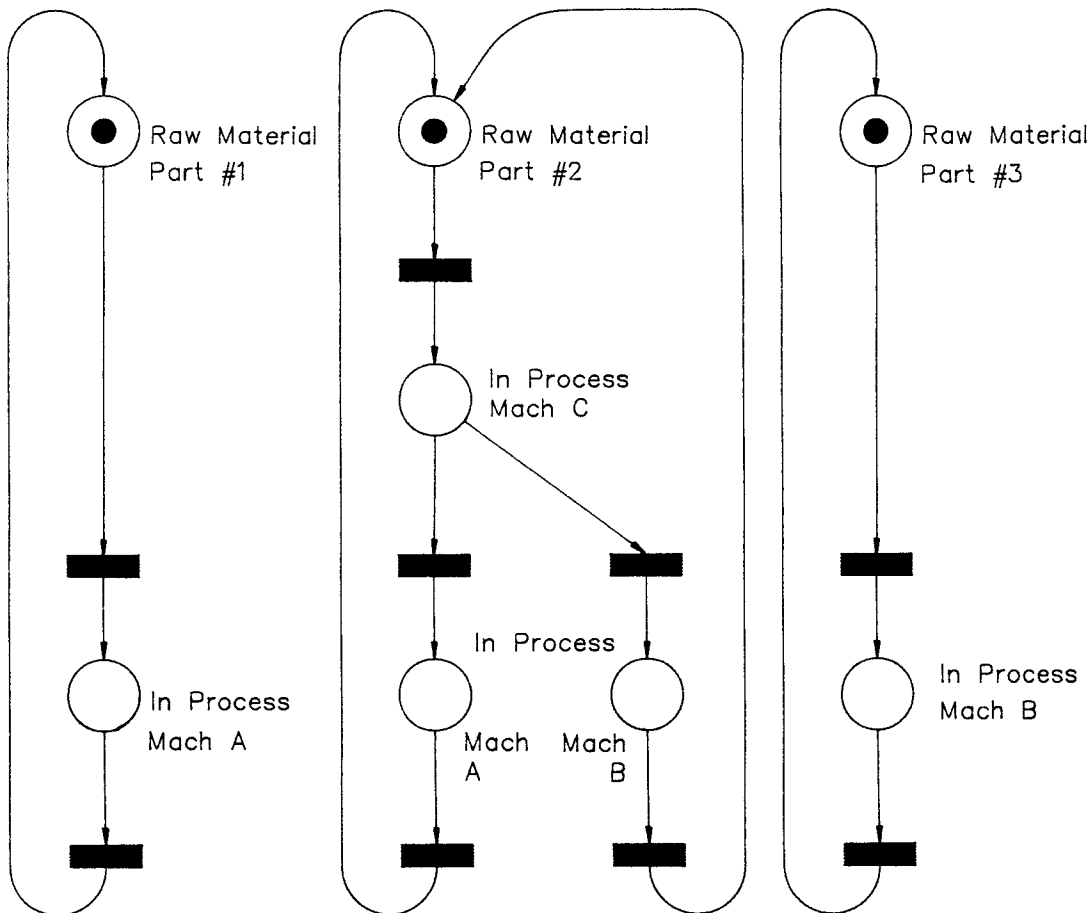 Raw Material
Part #1
Raw Material
Part #2
Raw Material
Part #3
In Process
Mach C
In Process
Mach A
In Process
Mach A
Mach B
In Process
Mach B